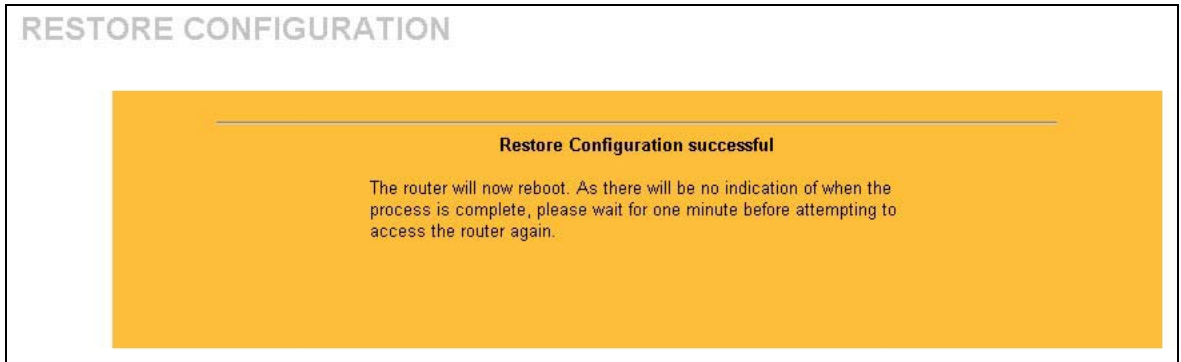 RESTORE CONFIGURATION
Restore Configuration successful
The router will now reboot. As there will be no indication of when the
process is complete, please wait for one minute before attempting to
access the router again.